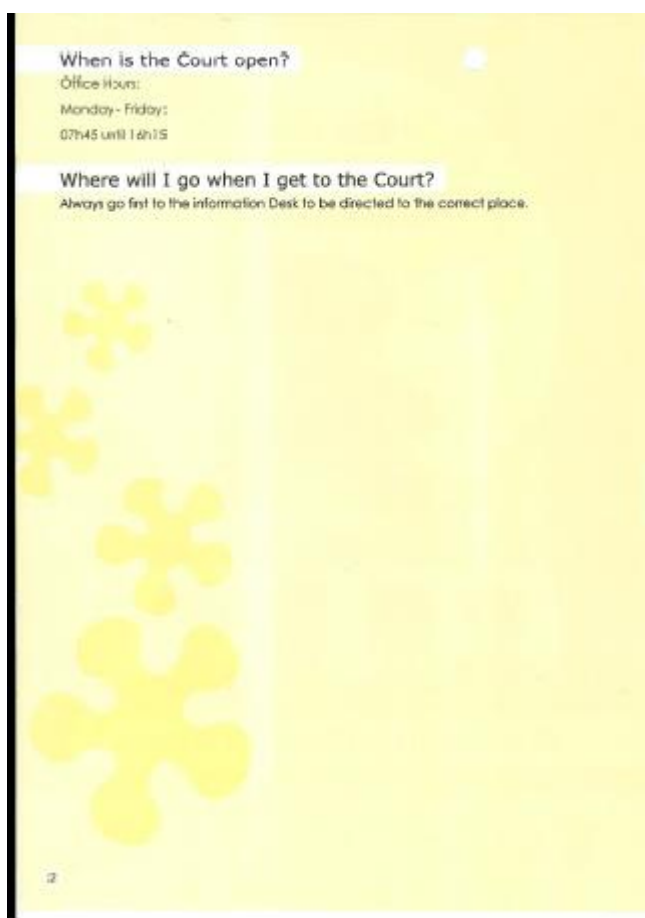 When is the Court open?
Office Hours:
Monday - Friday:
07h45 until 16h15
Where will I go when I get to the Court?
Always go first to the information Desk to be directed to the correct place.
2